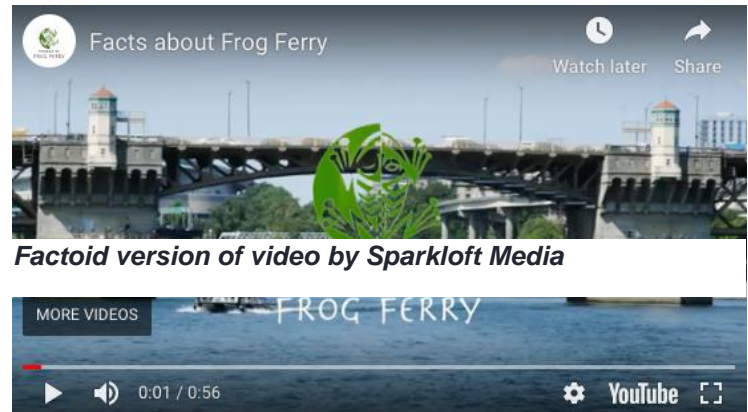 Facts about Frog Ferry
Watch later
Share
Factoid version of video by Sparkloft Media
MORE VIDEOS
FROG FERRY
0:01 / 0:56
YouTube